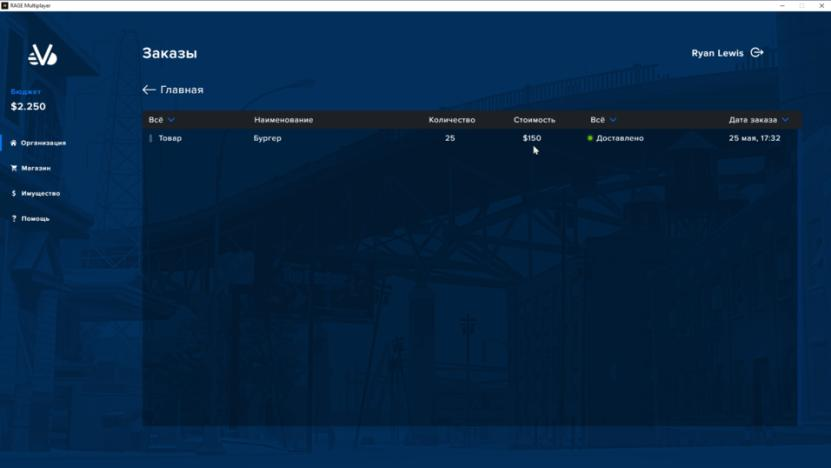 RAGE Multiplayer
Заказы
Ryan Lewis
Бюджет
$2.250
Главная
Всё Наименование Количество Стоимость Всё Дата заказа
Товар Бургер 25 $150 Доставлено 25 мая, 17:32
Организация
Магазин
$ Имущество
? Помощь